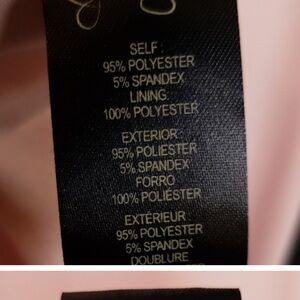 SELF :
95% POLYESTER
5% SPANDEX
LINING:
100% POLYESTER
EXTERIOR
95% POLIESTER
5% SPANDEX
FORRO
100% POLIÉSTER
EXTÉRIEUR
95% POLYESTER
5% SPANDEX
DOUBLURE